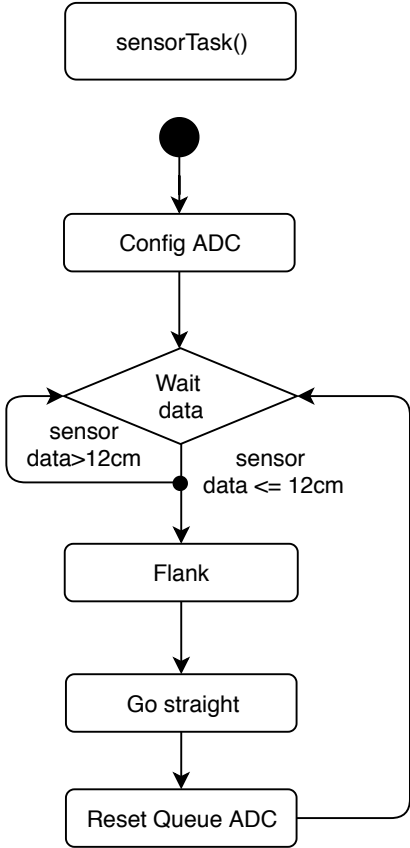 sensorTask()
Config ADC
Wait
data
sensor
data>12cm
sensor
data <= 12cm
Flank
Go straight
Reset Queue ADC